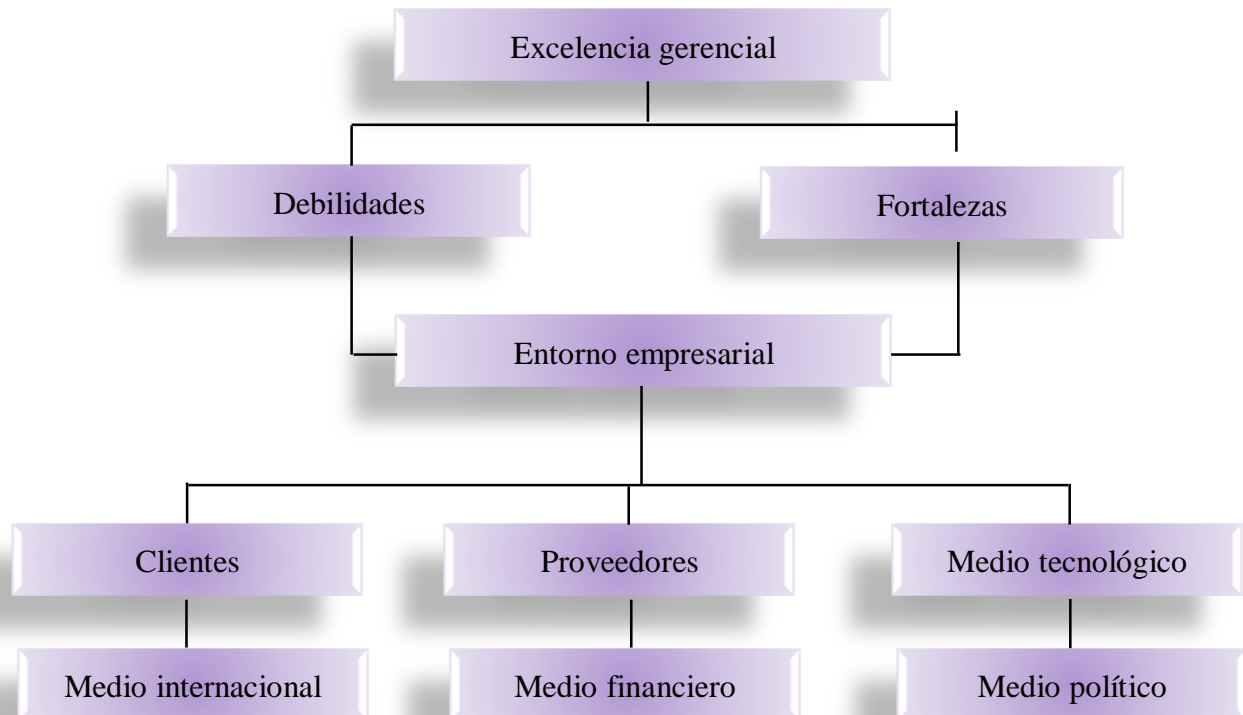 Excelencia gerencial
Debilidades
Fortalezas
Entorno empresarial
Clientes
Proveedores
Medio tecnológico
Medio internacional
Medio financiero
Medio político